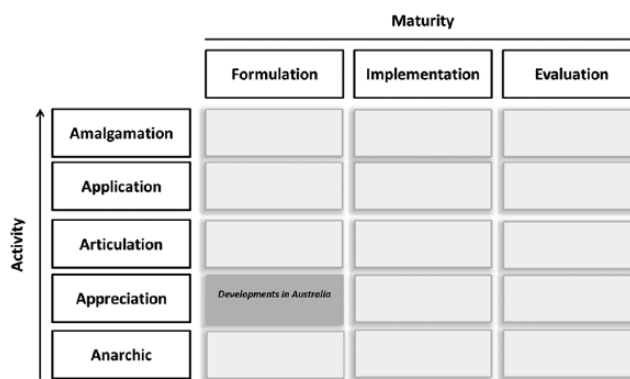 Maturity
Formulation
Implementation
Evaluation
Activity
Amalgamation
Application
Articulation
Appreciation
Developments in Australia
Anarchic